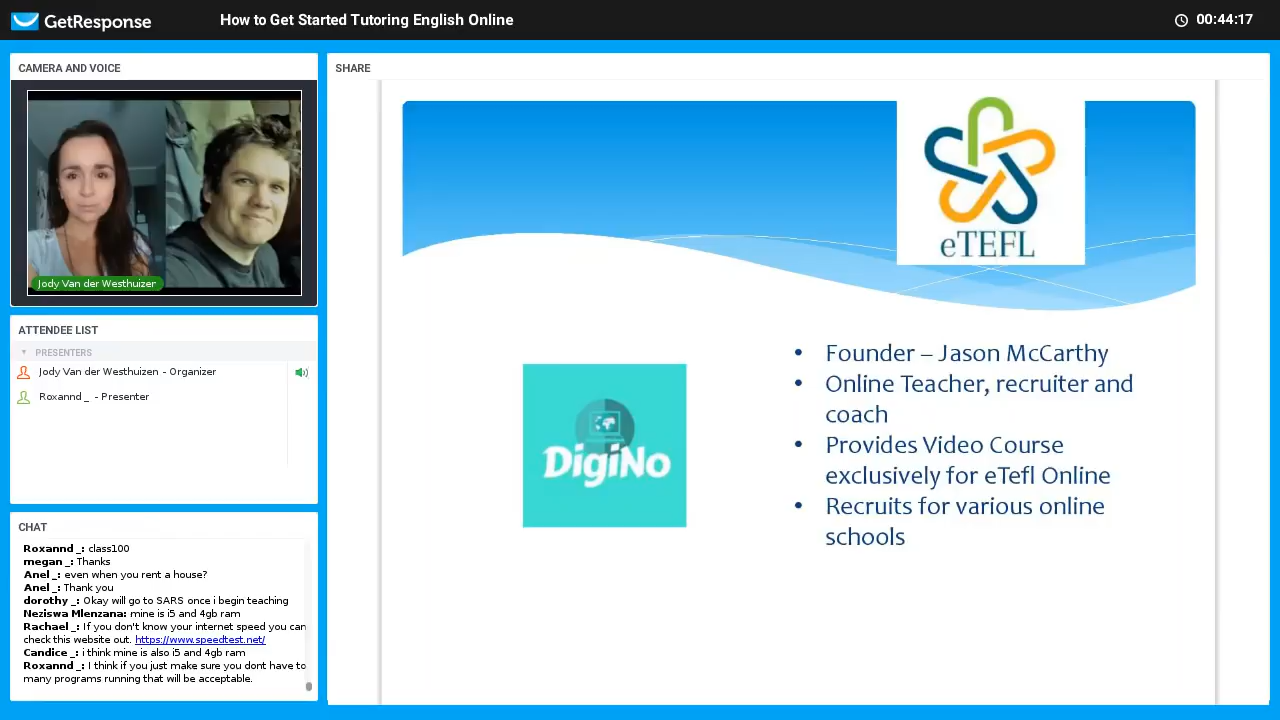 GetResponse
How to Get Started Tutoring English Online
00:44:17
CAMERA AND VOICE
Jody Van der Westhuizen
ATTENDEE LIST
PRESENTERS
Jody Van der Westhuizen - Organizer
Roxannd _ - Presenter
CHAT
Roxannd _: class100
megan _: Thanks
Anel _: even when you rent a house?
Anel _: Thank you
dorothy _: Okay will go to SARS once i begin teaching
Neziswa Mlenzana: mine is i5 and 4gb ram
Rachael _: If you don't know your internet speed you can
check this website out. https://www.speedtest.net/
Candice _: i think mine is also i5 and 4gb ram
Roxannd _: I think if you just make sure you dont have to
many programs running that will be acceptable.
SHARE
eTEFL
DigiNo
• Founder – Jason McCarthy
• Online Teacher, recruiter and
coach
• Provides Video Course
exclusively for eTefl Online
• Recruits for various online
schools